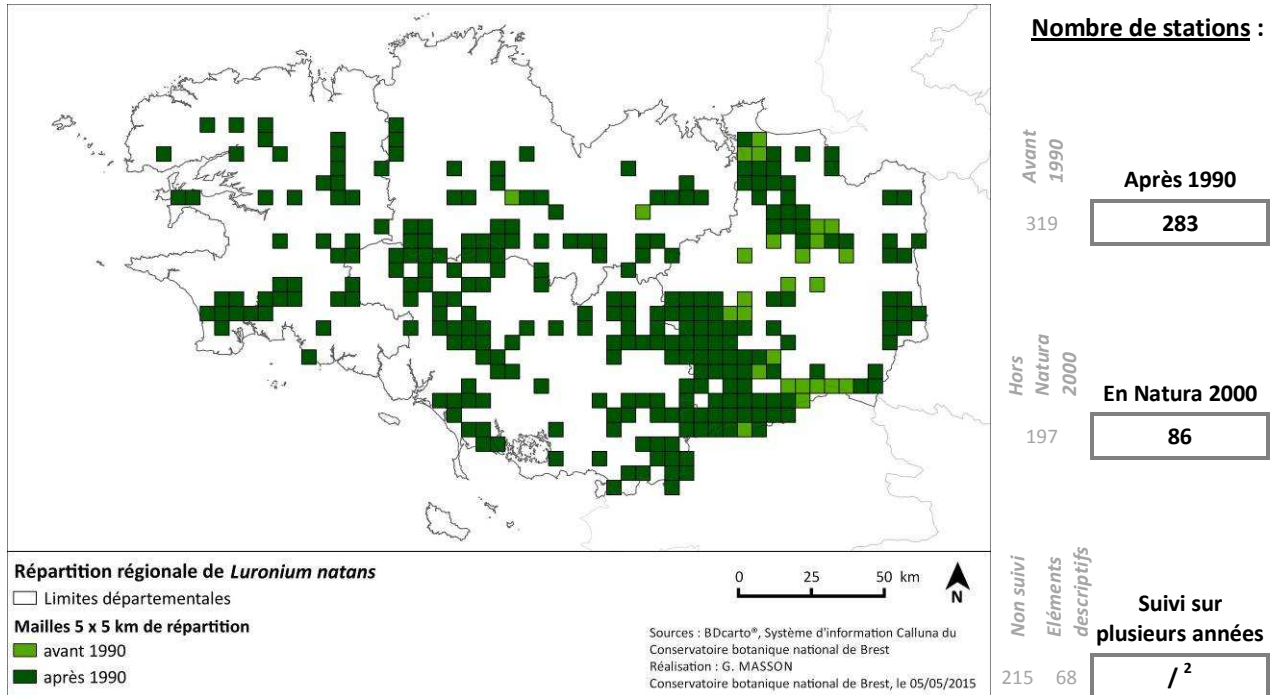 Nombre de stations :
Avant
1990
Après 1990
319
283
Hors
Natura
2000
En Natura 2000
197
86
Non suivi
Eléments
descriptifs
Suivi sur
plusieurs années
215
68
/ ²
Répartition régionale de Luronium natans
Limites départementales
Mailles 5 x 5 km de répartition
avant 1990
après 1990
0 25 50 km
N
Sources : BDcarto®, Système d'information Calluna du
Conservatoire botanique national de Brest
Réalisation : G. MASSON
Conservatoire botanique national de Brest, le 05/05/2015